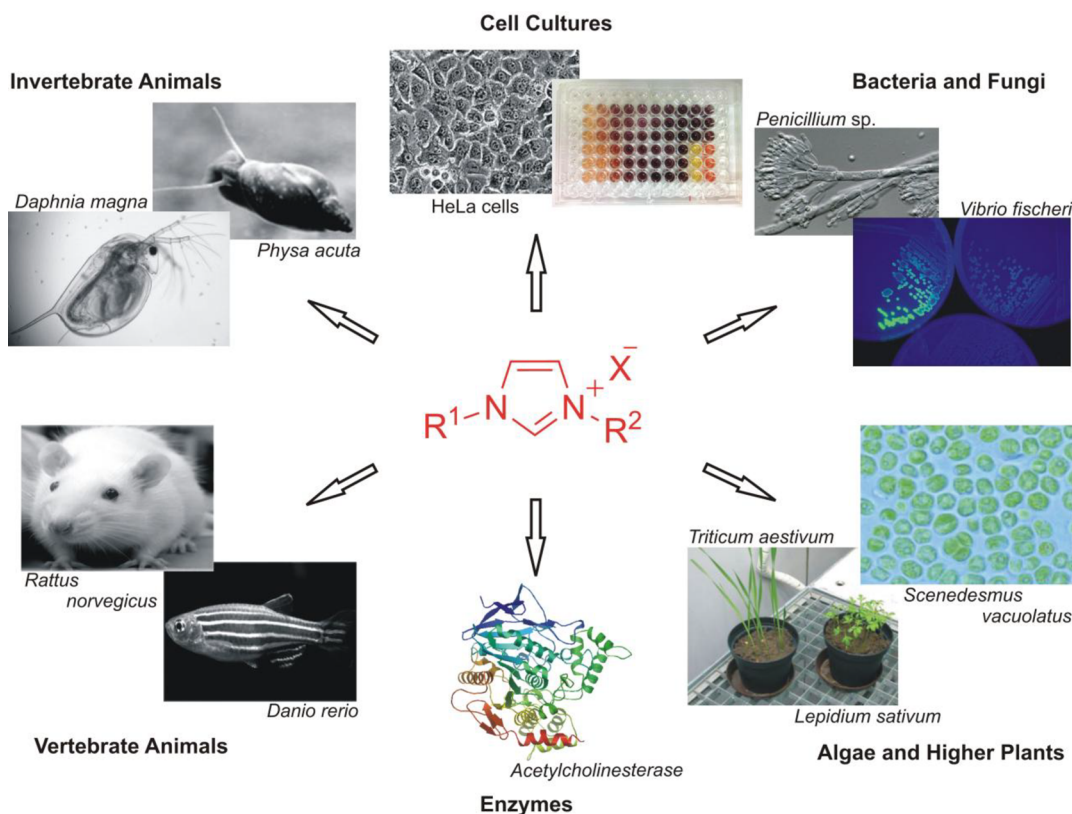 Cell Cultures
Invertebrate Animals
Bacteria and Fungi
Penicillium sp.
Daphnia magna
HeLa cells
Vibrio fischeri
Physa acuta
X−
R1 N N + R2
Triticum aestivum
Rattus
norvegicus
Scenedesmus
vacuolatus
Danio rerio
Lepidium sativum
Vertebrate Animals
Algae and Higher Plants
Acetylcholinesterase
Enzymes